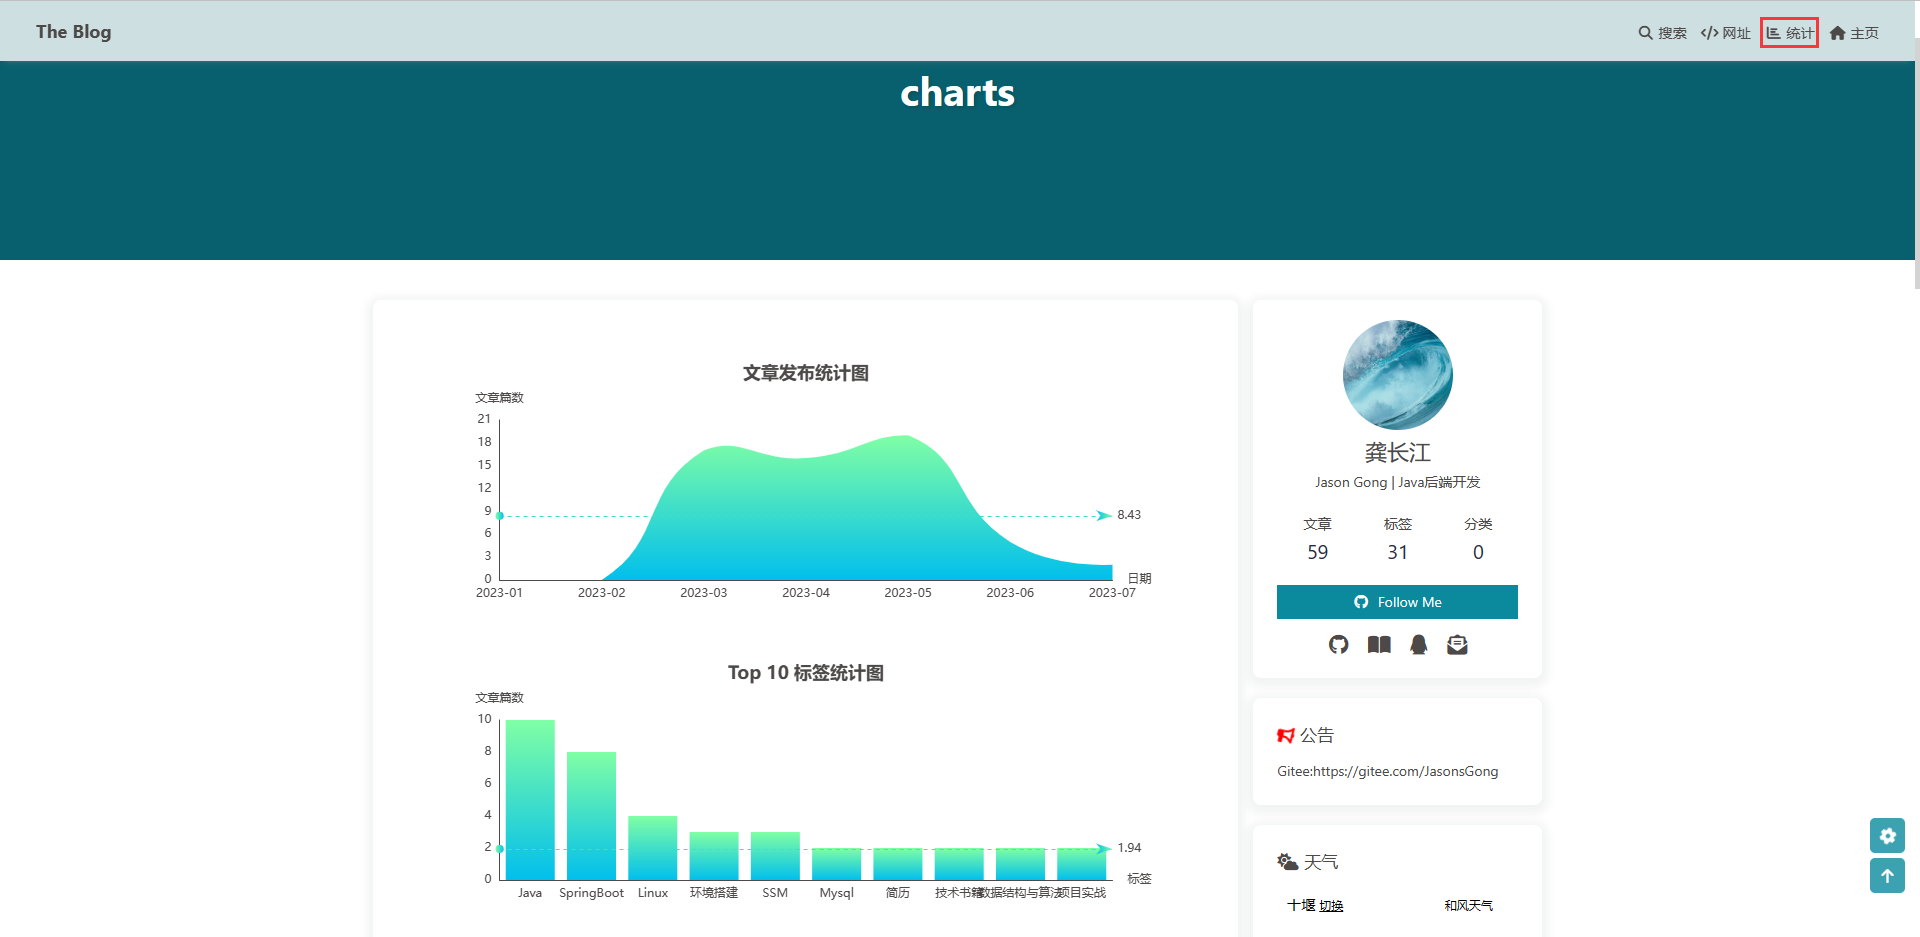 The Blog
搜索 网址 统计 主页
charts
文章发布统计图
文章篇数
21
18
15
12
9
6
3
0
8.43
日期
2023-01 2023-02 2023-03 2023-04 2023-05 2023-06 2023-07
Top 10 标签统计图
文章篇数
10
8
6
4
2
0
1.94
标签
Java SpringBoot Linux 环境搭建 SSM Mysql 简历 技术书籍 数据结构与算法 项目实战
龚长江
Jason Gong | Java后端开发
文章 标签 分类
59 31 0
Follow Me
公告
Gitee:https://gitee.com/JasonsGong
天气
十堰 切换 和风天气